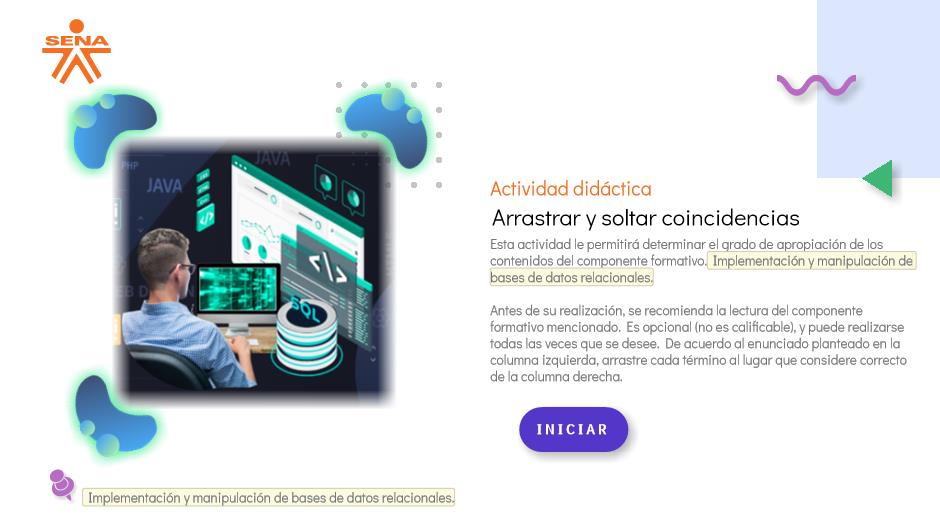 SENA
PHP
JAVA
JAVA
</>
</>
SQL
Actividad didáctica
Arrastrar y soltar coincidencias
Esta actividad le permitirá determinar el grado de apropiación de los
contenidos del componente formativo. Implementación y manipulación de
bases de datos relacionales.
Antes de su realización, se recomienda la lectura del componente
formativo mencionado. Es opcional (no es calificable), y puede realizarse
todas las veces que se desee. De acuerdo al enunciado planteado en la
columna izquierda, arrastre cada término al lugar que considere correcto
de la columna derecha.
INICIAR
Implementación y manipulación de bases de datos relacionales.